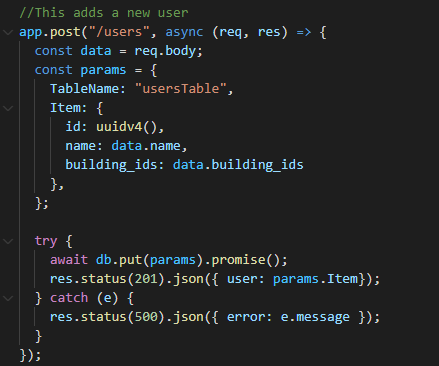 //This adds a new user
app.post("/users", async (req, res) => {
  const data = req.body;
  const params = {
    TableName: "usersTable",
    Item: {
      id: uuidv4(),
      name: data.name,
      building_ids: data.building_ids
    },
  };

  try {
    await db.put(params).promise();
    res.status(201).json({ user: params.Item});
  } catch (e) {
    res.status(500).json({ error: e.message });
  }
});